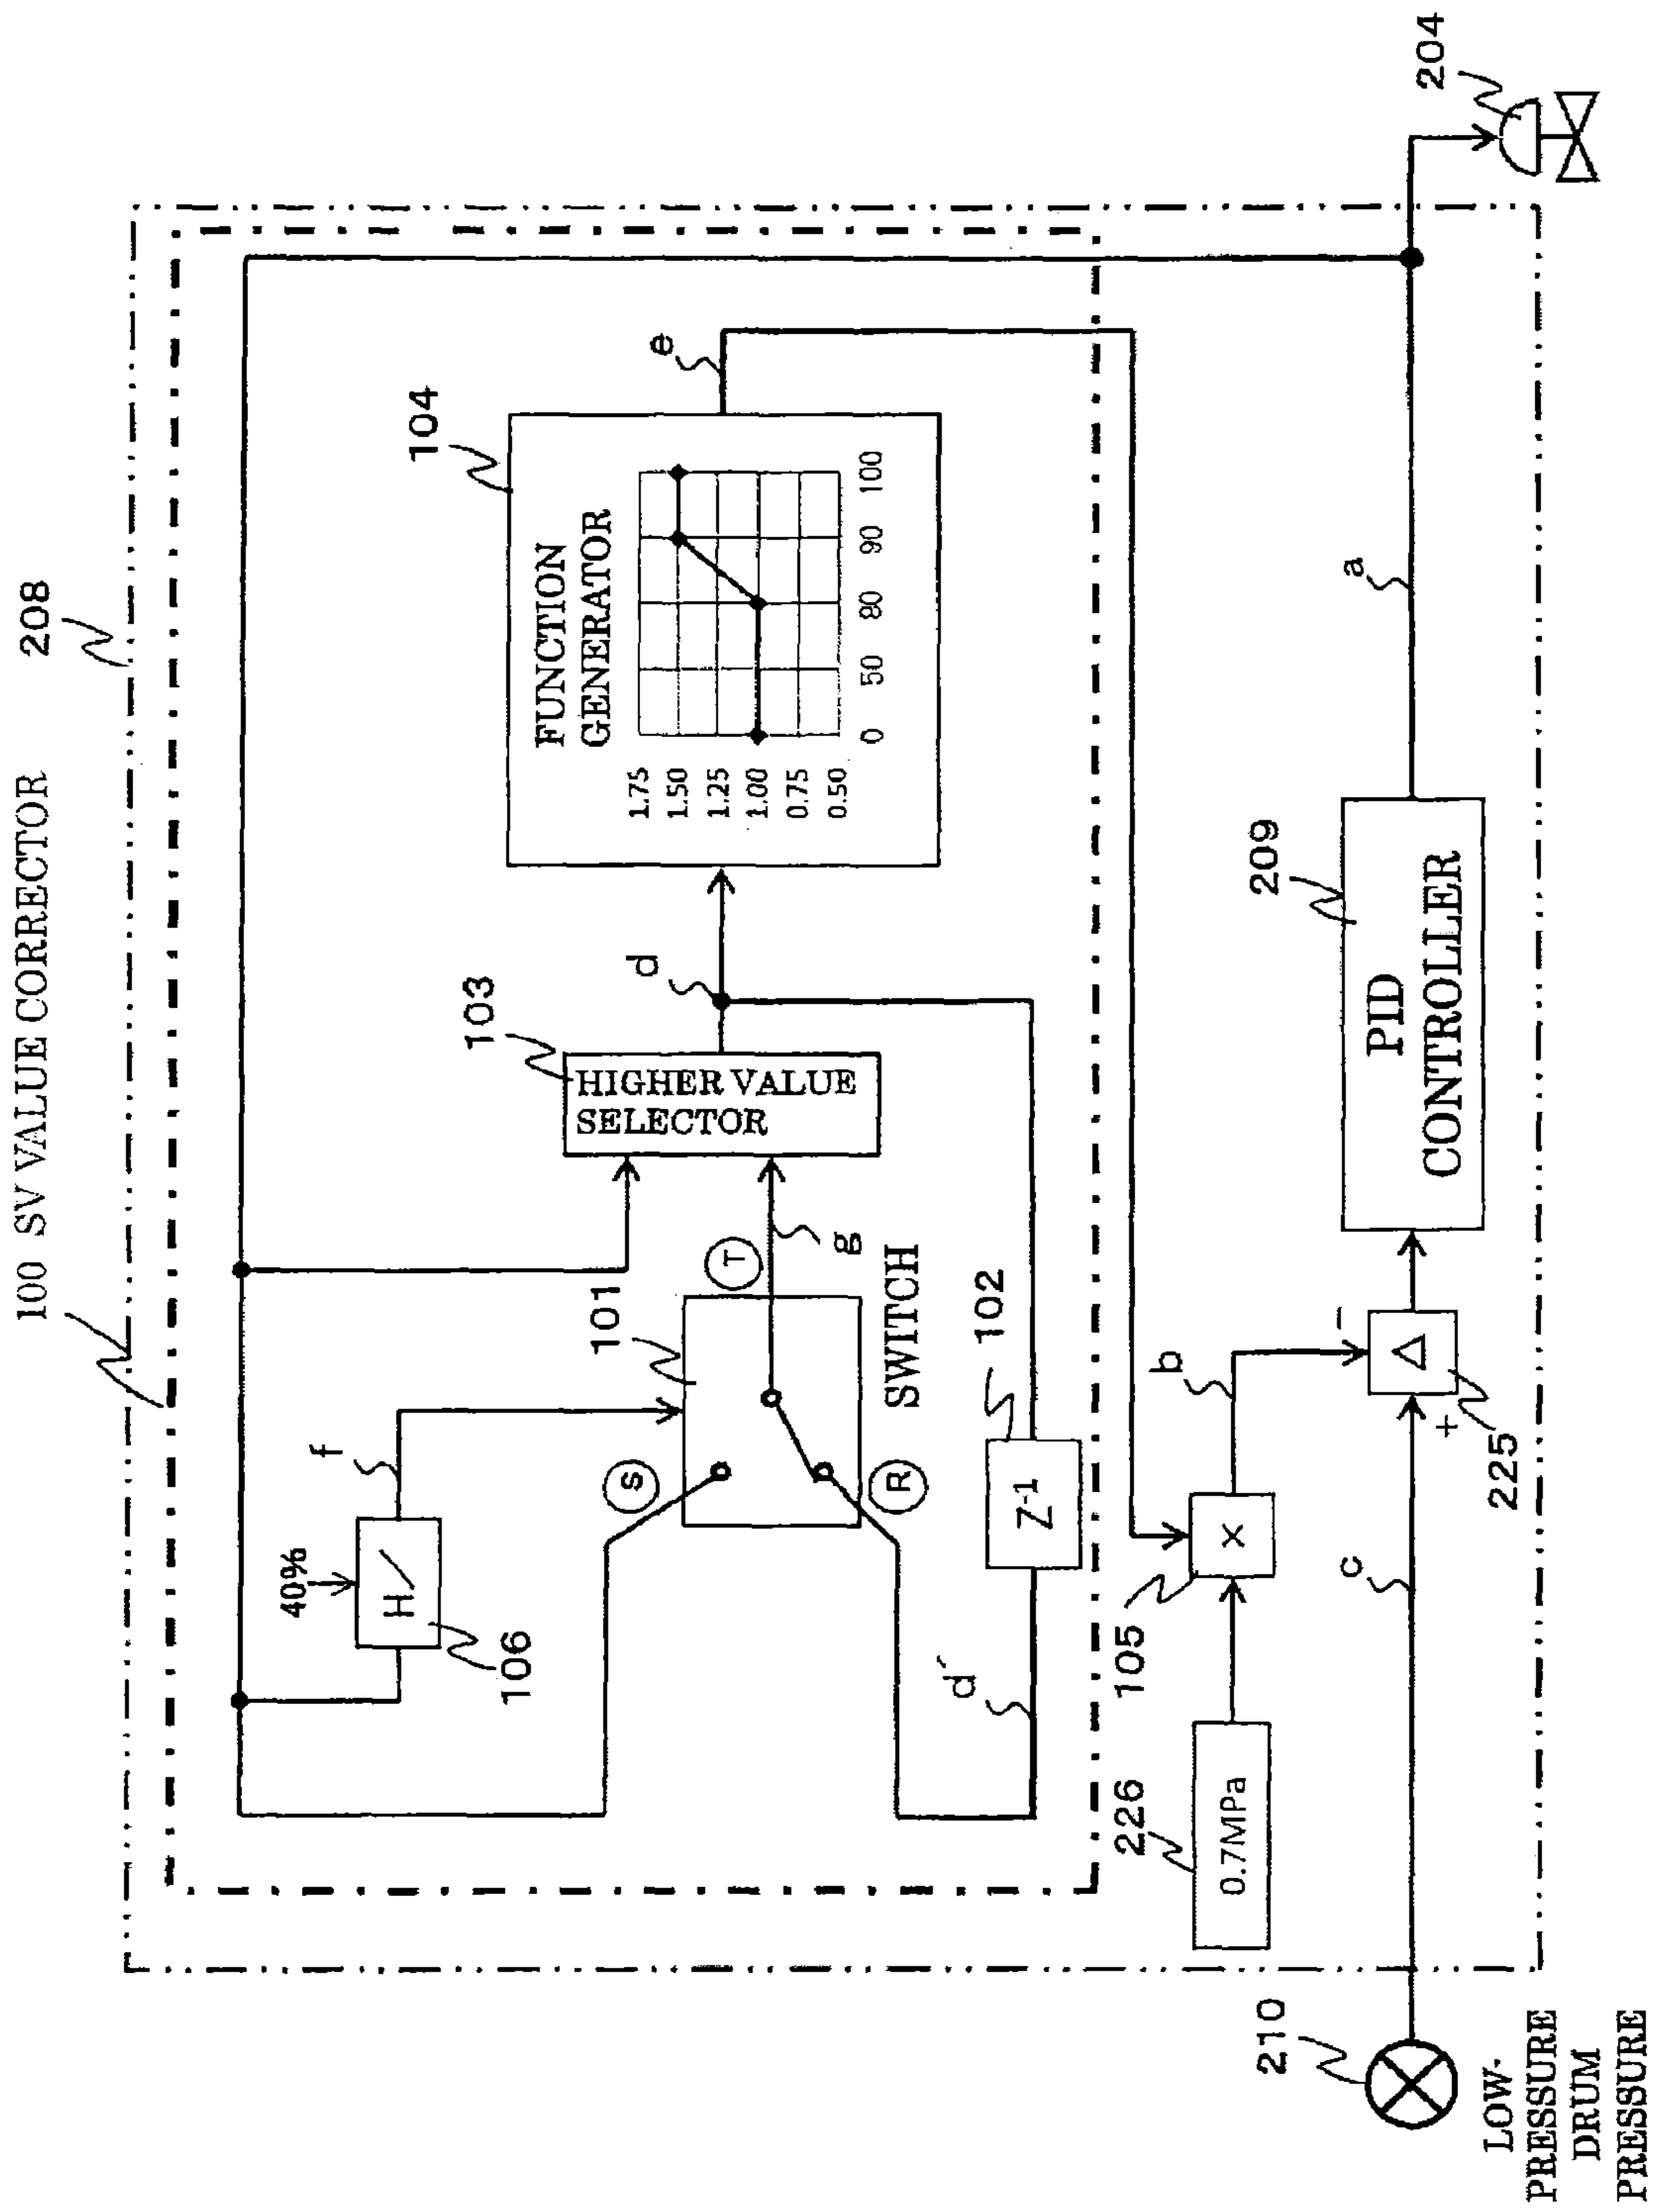 100 SV VALUE CORRECTOR
208
104
FUNCTION
GENERATOR
1.75
1.50
1.25
1.00
0.75
0.50
0 50 80 90 100
e
103
HIGHER VALUE
SELECTOR
d
40%
H/
106
f
101
S
T
R
g
SWITCH
102
Z-1
d´
226
0.7MPa
105
×
b
−
+
Δ
225
c
209
PID
CONTROLLER
a
204
210
LOW-
PRESSURE
DRUM
PRESSURE